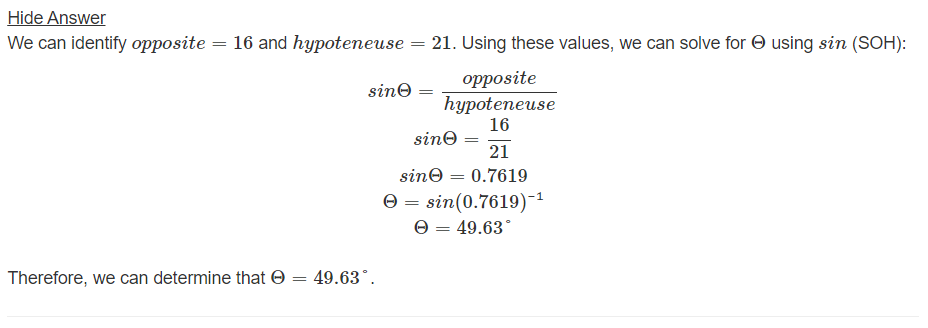 Hide Answer
We can identify opposite = 16 and hypoteneuse = 21. Using these values, we can solve for Θ using sin (SOH):
sinΘ = opposite / hypoteneuse
sinΘ = 16 / 21
sinΘ = 0.7619
Θ = sin(0.7619)⁻¹
Θ = 49.63°
Therefore, we can determine that Θ = 49.63°.